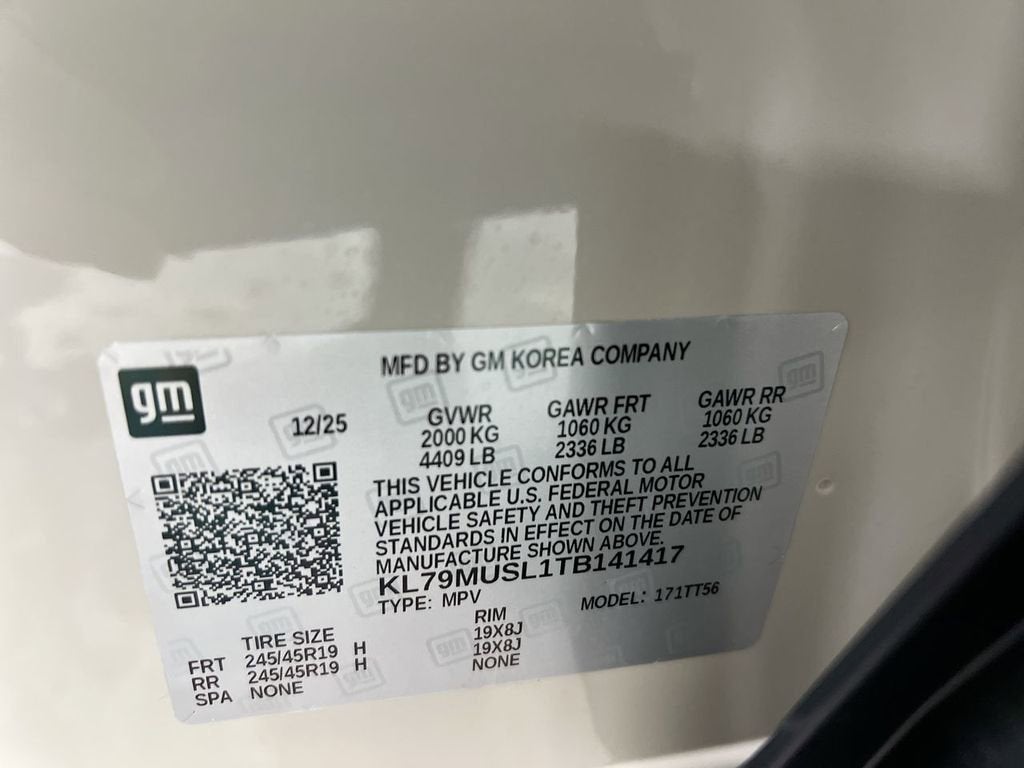 gm
MFD BY GM KOREA COMPANY
12/25
GVWR GAWR FRT GAWR RR
2000 KG 1060 KG 1060 KG
4409 LB 2336 LB 2336 LB
THIS VEHICLE CONFORMS TO ALL
APPLICABLE U.S. FEDERAL MOTOR
VEHICLE SAFETY AND THEFT PREVENTION
STANDARDS IN EFFECT ON THE DATE OF
MANUFACTURE SHOWN ABOVE.
KL79MUSL1TB141417
TYPE: MPV MODEL: 171TT56
TIRE SIZE RIM
FRT 245/45R19 H 19X8J
RR 245/45R19 H 19X8J
SPA NONE NONE